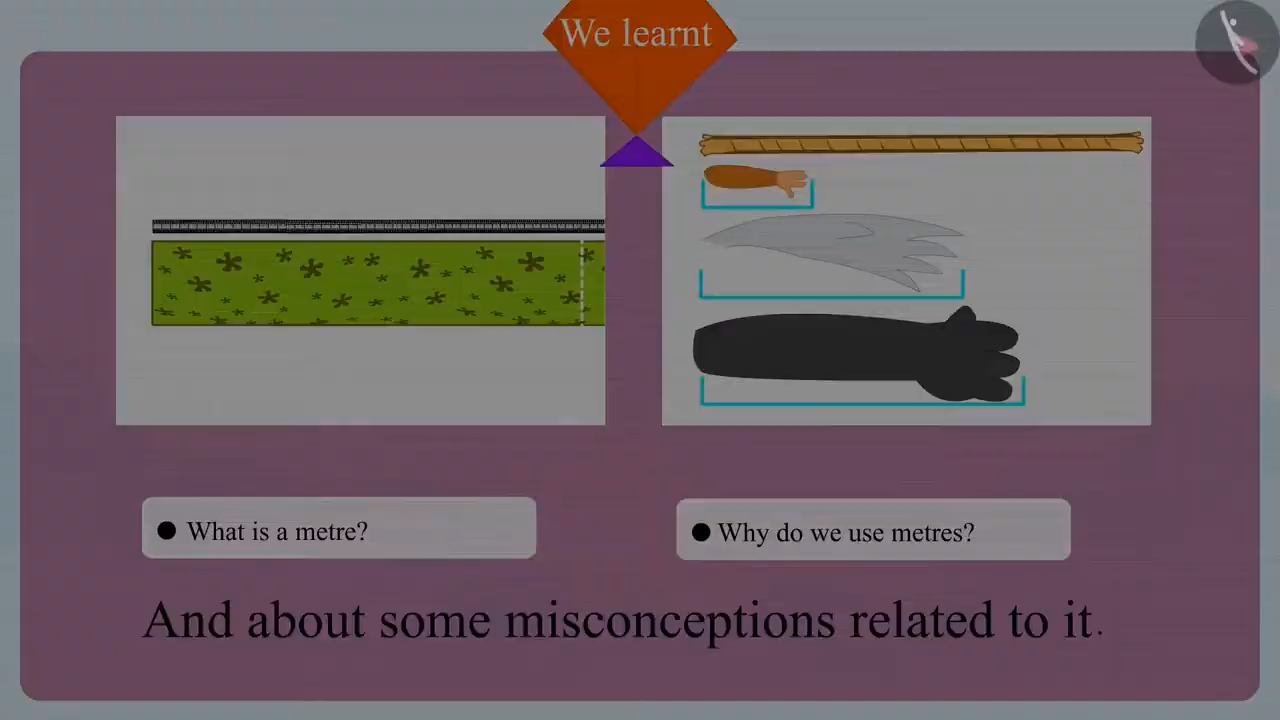 We learnt
What is a metre?
Why do we use metres?
And about some misconceptions related to it.